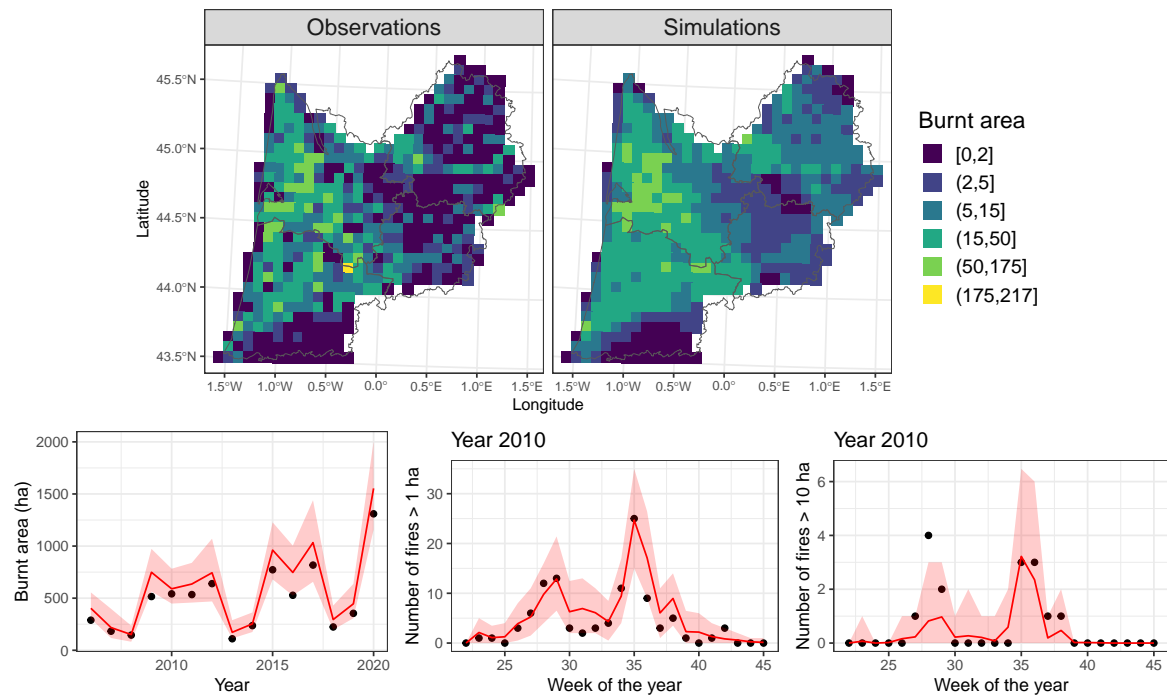 Observations
Simulations
45.5°N
45.0°N
44.5°N
44.0°N
43.5°N
Latitude
1.5°W 1.0°W 0.5°W 0.0° 0.5°E 1.0°E 1.5°E
1.5°W 1.0°W 0.5°W 0.0° 0.5°E 1.0°E 1.5°E
Longitude
Burnt area
[0,2]
(2,5]
(5,15]
(15,50]
(50,175]
(175,217]
Burnt area (ha)
2000
1500
1000
500
0
2010 2015 2020
Year
Year 2010
Number of fires > 1 ha
30
20
10
0
25 30 35 40 45
Week of the year
Year 2010
Number of fires > 10 ha
6
4
2
0
25 30 35 40 45
Week of the year